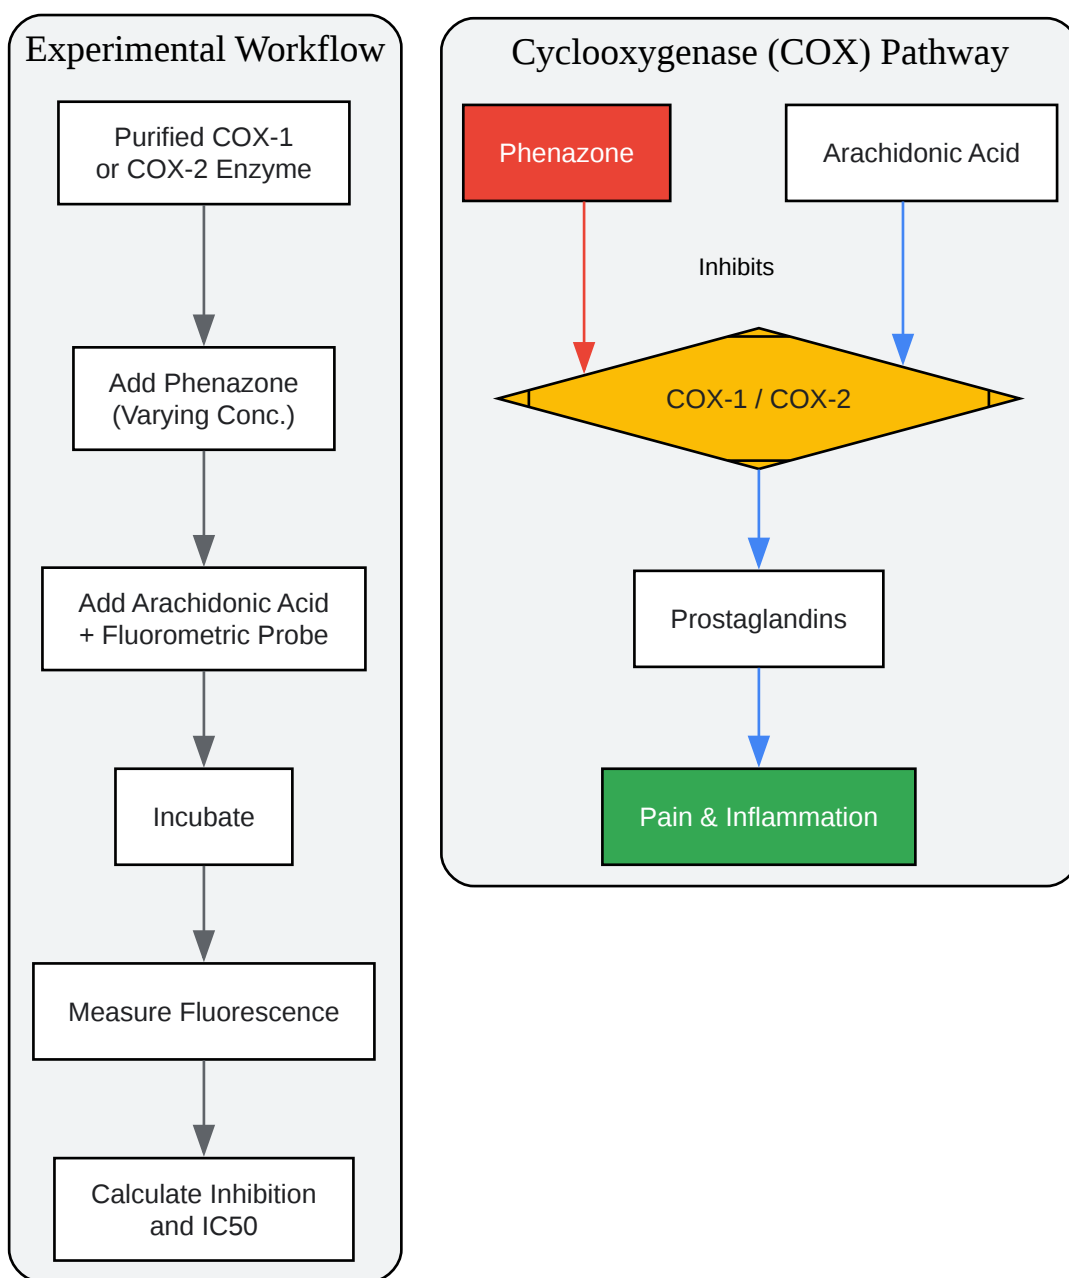 Experimental Workflow
Purified COX-1
or COX-2 Enzyme
Add Phenazone
(Varying Conc.)
Add Arachidonic Acid
+ Fluorometric Probe
Incubate
Measure Fluorescence
Calculate Inhibition
and IC50
Cyclooxygenase (COX) Pathway
Phenazone
Arachidonic Acid
Inhibits
COX-1 / COX-2
Prostaglandins
Pain & Inflammation